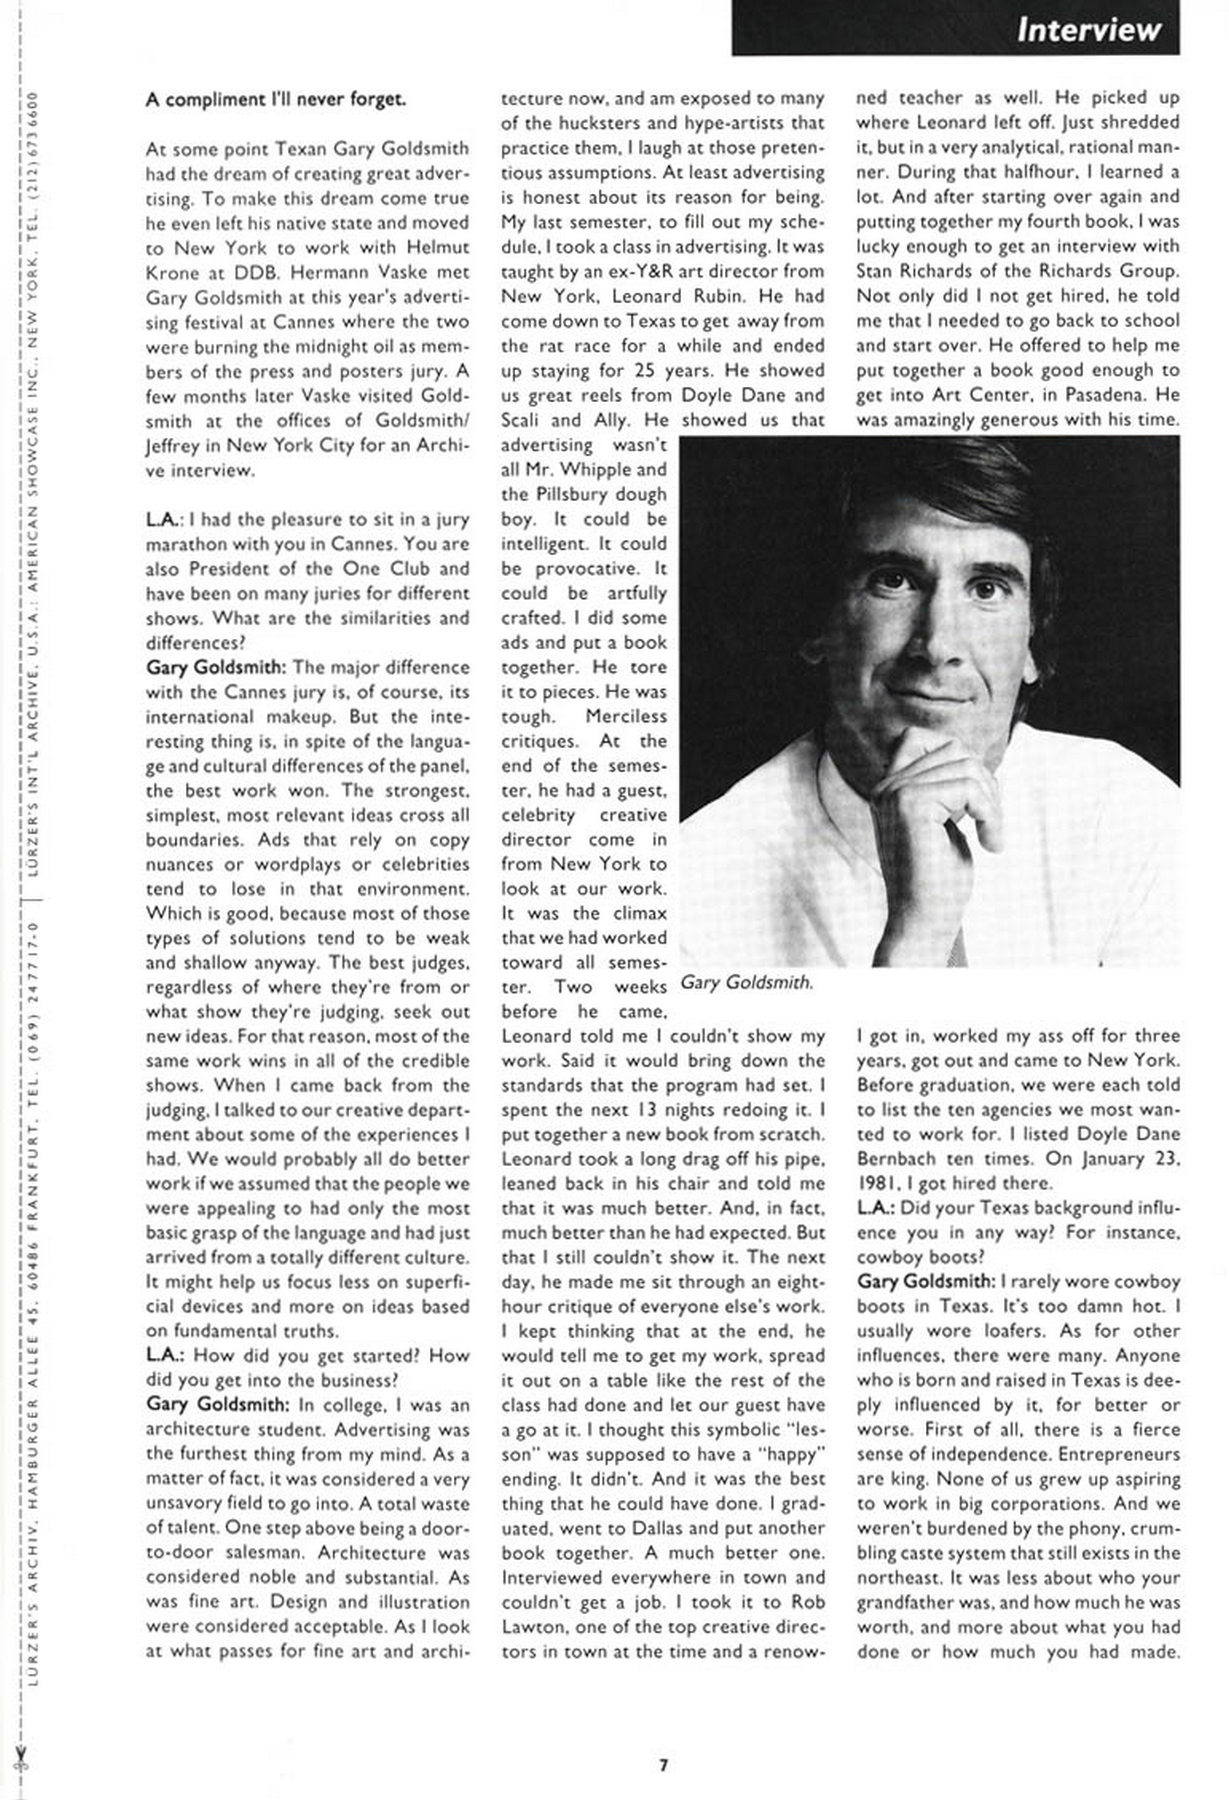 Interview
A compliment I'll never forget.
At some point Texan Gary Goldsmith
had the dream of creating great adver-
tising. To make this dream come true
he even left his native state and moved
to New York to work with Helmut
Krone at DDB. Hermann Vaske met
Gary Goldsmith at this year's adverti-
sing festival at Cannes where the two
were burning the midnight oil as mem-
bers of the press and posters jury. A
few months later Vaske visited Gold-
smith at the offices of Goldsmith/
Jeffrey in New York City for an Archi-
ve interview.
L.A.: I had the pleasure to sit in a jury
marathon with you in Cannes. You are
also President of the One Club and
have been on many juries for different
shows. What are the similarities and
differences?
Gary Goldsmith: The major difference
with the Cannes jury is, of course, its
international makeup. But the inte-
resting thing is, in spite of the langua-
ge and cultural differences of the panel,
the best work won. The strongest,
simplest, most relevant ideas cross all
boundaries. Ads that rely on copy
nuances or wordplays or celebrities
tend to lose in that environment.
Which is good, because most of those
types of solutions tend to be weak
and shallow anyway. The best judges,
regardless of where they're from or
what show they're judging, seek out
new ideas. For that reason, most of the
same work wins in all of the credible
shows. When I came back from the
judging, I talked to our creative depart-
ment about some of the experiences I
had. We would probably all do better
work if we assumed that the people we
were appealing to had only the most
basic grasp of the language and had just
arrived from a totally different culture.
It might help us focus less on superfi-
cial devices and more on ideas based
on fundamental truths.
L.A.: How did you get started? How
did you get into the business?
Gary Goldsmith: In college, I was an
architecture student. Advertising was
the furthest thing from my mind. As a
matter of fact, it was considered a very
unsavory field to go into. A total waste
of talent. One step above being a door-
to-door salesman. Architecture was
considered noble and substantial. As
was fine art. Design and illustration
were considered acceptable. As I look
at what passes for fine art and archi-
tecture now, and am exposed to many
of the hucksters and hype-artists that
practice them, I laugh at those preten-
tious assumptions. At least advertising
is honest about its reason for being.
My last semester, to fill out my sche-
dule, I took a class in advertising. It was
taught by an ex-Y&R art director from
New York, Leonard Rubin. He had
come down to Texas to get away from
the rat race for a while and ended
up staying for 25 years. He showed
us great reels from Doyle Dane and
Scali and Ally. He showed us that
advertising wasn't
all Mr. Whipple and
the Pillsbury dough
boy. It could be
intelligent. It could
be provocative. It
could be artfully
crafted. I did some
ads and put a book
together. He tore
it to pieces. He was
tough. Merciless
critiques. At the
end of the semes-
ter, he had a guest,
celebrity creative
director come in
from New York to
look at our work.
It was the climax
that we had worked
toward all semes-
ter. Two weeks
before he came,
Leonard told me I couldn't show my
work. Said it would bring down the
standards that the program had set. I
spent the next 13 nights redoing it. I
put together a new book from scratch.
Leonard took a long drag off his pipe,
leaned back in his chair and told me
that it was much better. And, in fact,
much better than he had expected. But
that I still couldn't show it. The next
day, he made me sit through an eight-
hour critique of everyone else's work.
I kept thinking that at the end, he
would tell me to get my work, spread
it out on a table like the rest of the
class had done and let our guest have
a go at it. I thought this symbolic "les-
son" was supposed to have a "happy"
ending. It didn't. And it was the best
thing that he could have done. I grad-
uated, went to Dallas and put another
book together. A much better one.
Interviewed everywhere in town and
couldn't get a job. I took it to Rob
Lawton, one of the top creative direc-
tors in town at the time and a renow-
ned teacher as well. He picked up
where Leonard left off. Just shredded
it, but in a very analytical, rational man-
ner. During that halfhour, I learned a
lot. And after starting over again and
putting together my fourth book, I was
lucky enough to get an interview with
Stan Richards of the Richards Group.
Not only did I not get hired, he told
me that I needed to go back to school
and start over. He offered to help me
put together a book good enough to
get into Art Center, in Pasadena. He
was amazingly generous with his time.
Gary Goldsmith.
I got in, worked my ass off for three
years, got out and came to New York.
Before graduation, we were each told
to list the ten agencies we most wan-
ted to work for. I listed Doyle Dane
Bernbach ten times. On January 23,
1981, I got hired there.
L.A.: Did your Texas background influ-
ence you in any way? For instance,
cowboy boots?
Gary Goldsmith: I rarely wore cowboy
boots in Texas. It's too damn hot. I
usually wore loafers. As for other
influences, there were many. Anyone
who is born and raised in Texas is dee-
ply influenced by it, for better or
worse. First of all, there is a fierce
sense of independence. Entrepreneurs
are king. None of us grew up aspiring
to work in big corporations. And we
weren't burdened by the phony, crum-
bling caste system that still exists in the
northeast. It was less about who your
grandfather was, and how much he was
worth, and more about what you had
done or how much you had made.
LÜRZER'S ARCHIV, HAMBURGER ALLEE 45, 60486 FRANKFURT, TEL. (069) 247717-0 | LÜRZER'S INT'L ARCHIVE, U.S.A.: AMERICAN SHOWCASE INC., NEW YORK, TEL. (212) 673 6600
7